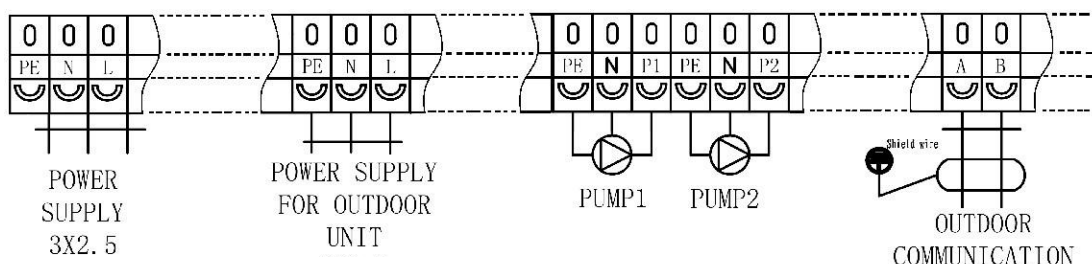 0 0 0 0 0 0 0 0 0 0 0 0 0 0
PE N L PE N L PE N P1 PE N P2 A B
Shield wire
POWER
SUPPLY
3X2.5
POWER SUPPLY
FOR OUTDOOR
UNIT
PUMP1 PUMP2
OUTDOOR
COMMUNICATION